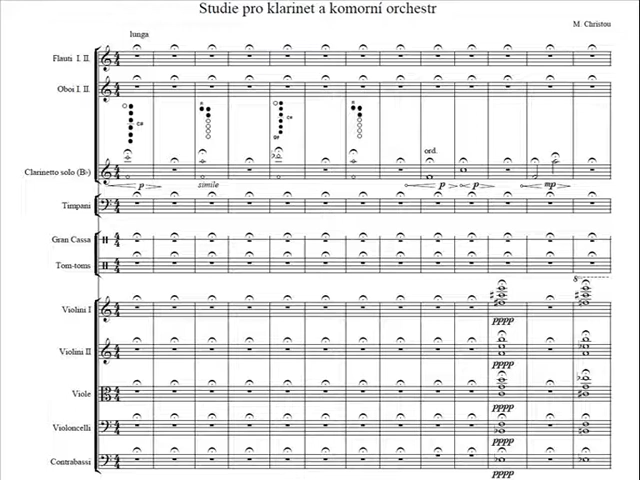 Studie pro klarinet a komorní orchestr
M. Christou
lunga
Flauti I. II.
Oboi I. II.
C#
C#
G#
ord.
Clarinetto solo (B♭)
p simile p p mp
Timpani
Gran Cassa
Tom-toms
8
Violini I
pppp
Violini II
pppp
Viole
pppp
Violoncelli
pppp
Contrabassi
pppp